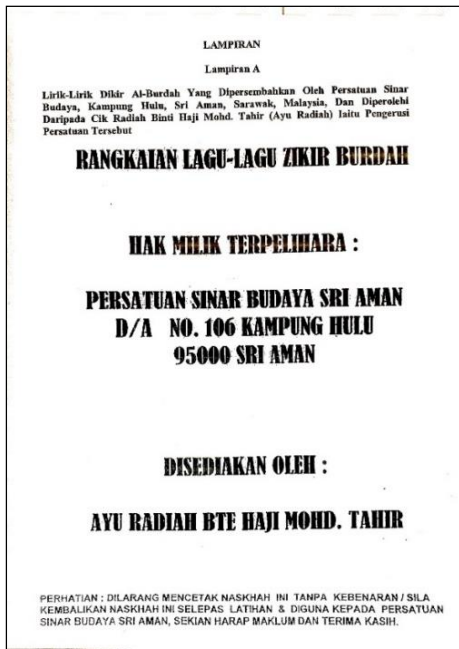 LAMPIRAN
Lampiran A
Lirik-Lirik Dikir Al-Burdah Yang Dipersembahkan Oleh Persatuan Sinar
Budaya, Kampung Hulu, Sri Aman, Sarawak, Malaysia, Dan Diperolehi
Daripada Cik Radiah Binti Haji Mohd. Tahir (Ayu Radiah) Iaitu Pengerusi
Persatuan Tersebut
RANGKAIAN LAGU-LAGU ZIKIR BURDAH
HAK MILIK TERPELIHARA :
PERSATUAN SINAR BUDAYA SRI AMAN
D/A NO. 106 KAMPUNG HULU
95000 SRI AMAN
DISEDIAKAN OLEH :
AYU RADIAH BTE HAJI MOHD. TAHIR
PERHATIAN : DILARANG MENCETAK NASKHAH INI TANPA KEBENARAN / SILA
KEMBALIKAN NASKHAH INI SELEPAS LATIHAN & DIGUNA KEPADA PERSATUAN
SINAR BUDAYA SRI AMAN, SEKIAN HARAP MAKLUM DAN TERIMA KASIH.